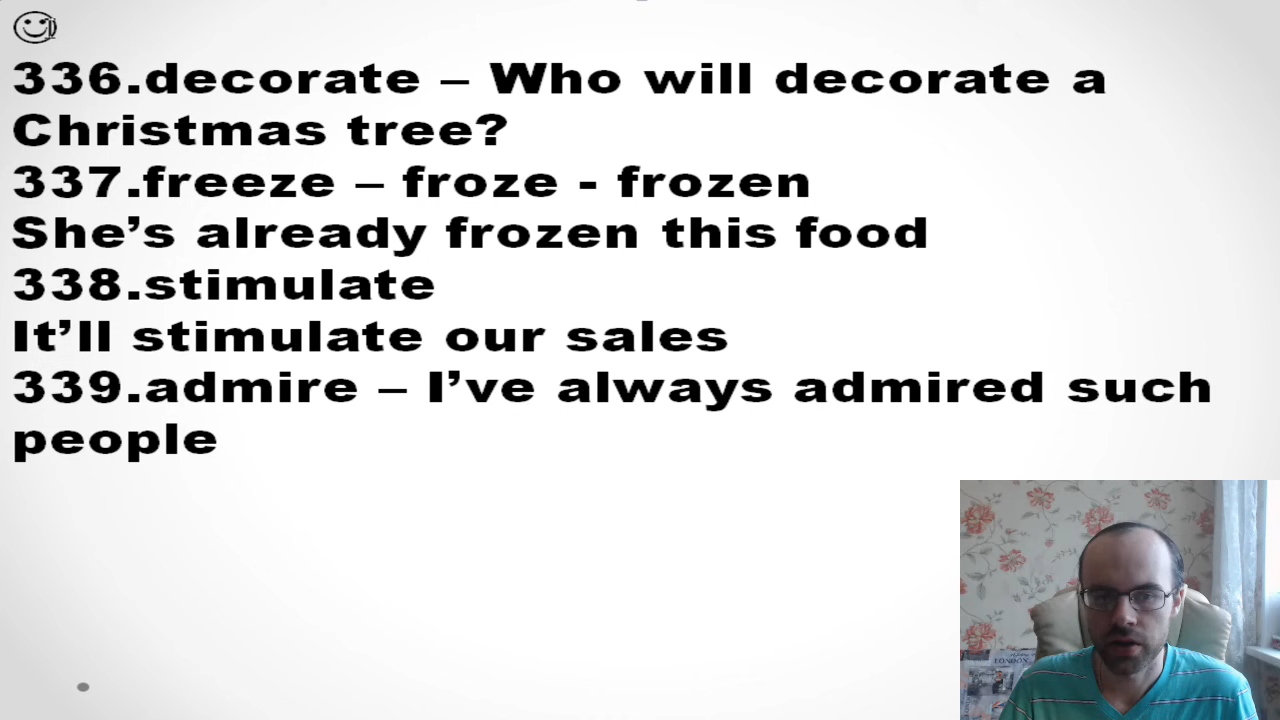 336.decorate – Who will decorate a
Christmas tree?
337.freeze – froze - frozen
She’s already frozen this food
338.stimulate
It’ll stimulate our sales
339.admire – I’ve always admired such
people
LONDON